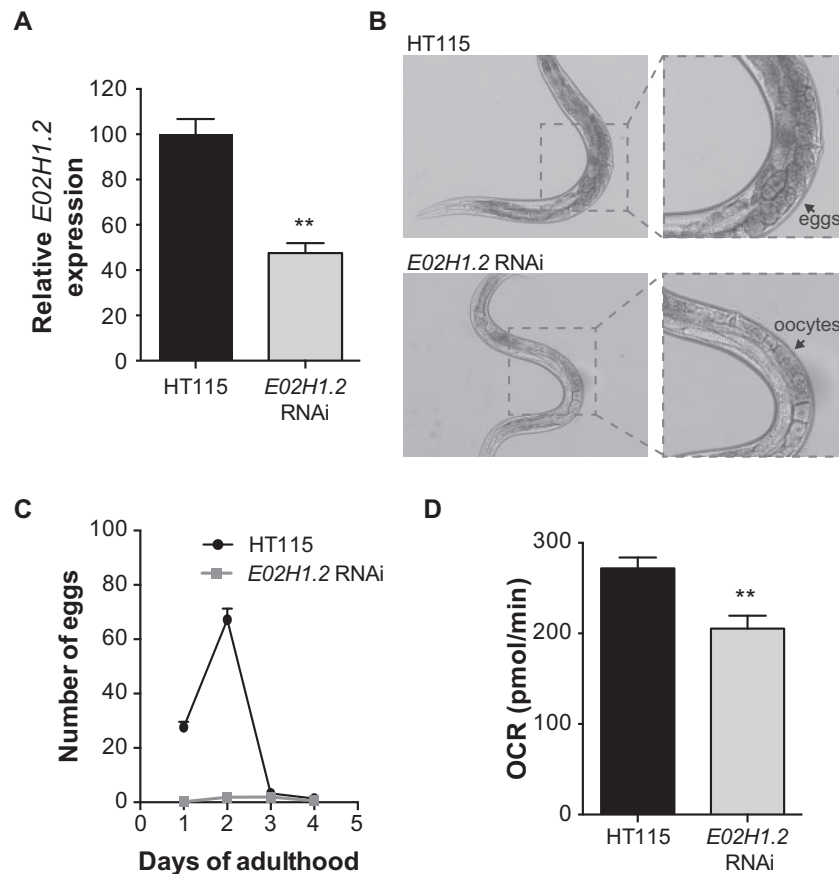 A
Relative E02H1.2
expression
120
100
80
60
40
20
0
**
HT115
E02H1.2
RNAi
B
HT115
eggs
E02H1.2 RNAi
oocytes
C
Number of eggs
100
80
60
40
20
0
HT115
E02H1.2 RNAi
0 1 2 3 4 5
Days of adulthood
D
OCR (pmol/min)
300
200
100
0
**
HT115
E02H1.2
RNAi